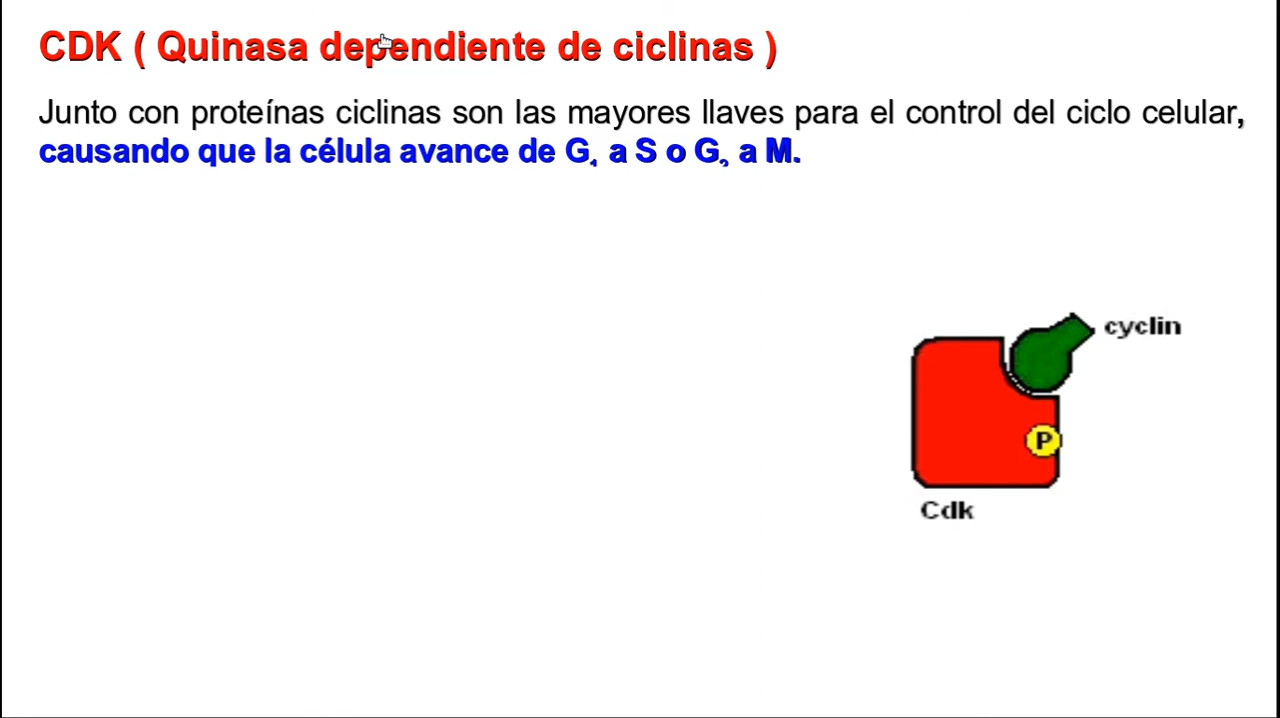 CDK ( Quinasa dependiente de ciclinas )
Junto con proteínas ciclinas son las mayores llaves para el control del ciclo celular,
causando que la célula avance de G₁ a S o G₂ a M.
cyclin
P
Cdk